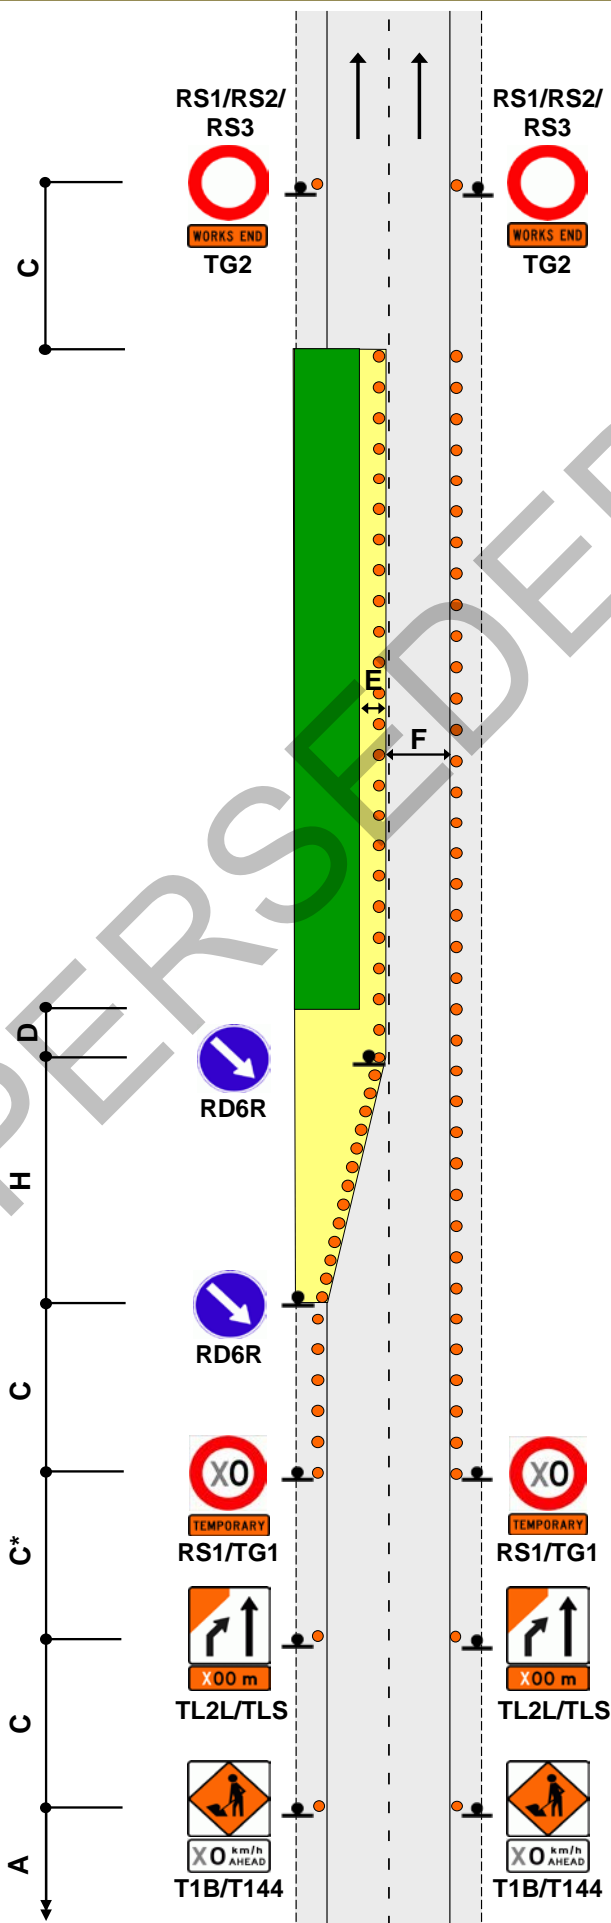 RS1/RS2/
RS3
RS1/RS2/
RS3
WORKS END
WORKS END
TG2
TG2
C
E
F
D
RD6R
H
RD6R
C
X0
X0
TEMPORARY
TEMPORARY
RS1/TG1
RS1/TG1
C*
X00 m
X00 m
TL2L/TLS
TL2L/TLS
C
X0 km/h
AHEAD
X0 km/h
AHEAD
T1B/T144
T1B/T144
A
PERSEDED